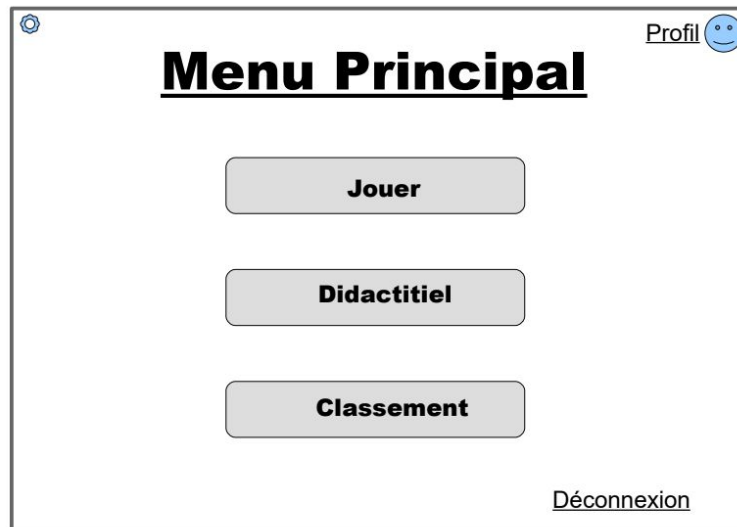 Profil
Menu Principal
Jouer
Didactitiel
Classement
Déconnexion